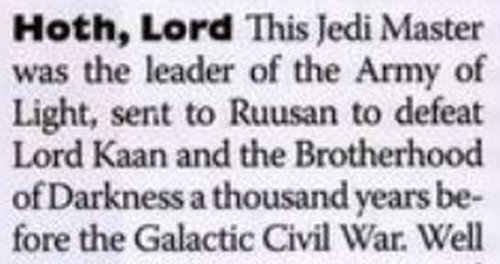 Hoth, Lord This Jedi Master
was the leader of the Army of
Light, sent to Ruusan to defeat
Lord Kaan and the Brotherhood
of Darkness a thousand years be-
fore the Galactic Civil War. Well